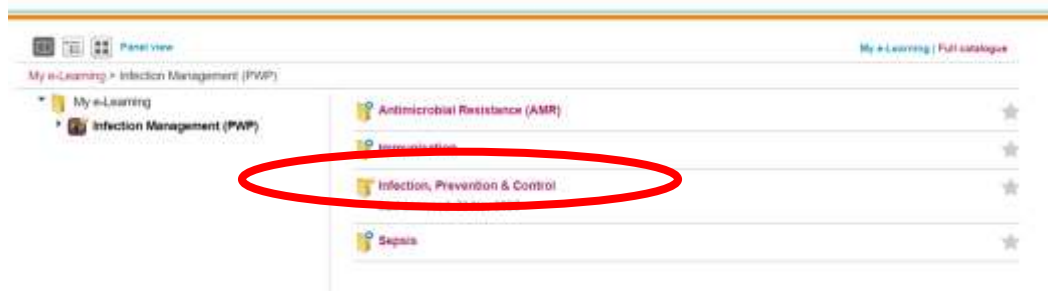 Panel view
My e-Learning | Full catalogue
My e-Learning > Infection Management (PWP)
My e-Learning
Infection Management (PWP)
Antimicrobial Resistance (AMR)
Immunisation
Infection, Prevention & Control
Sepsis